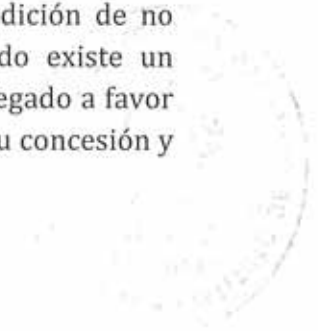 dición de no
do existe un
egado a favor
u concesión y